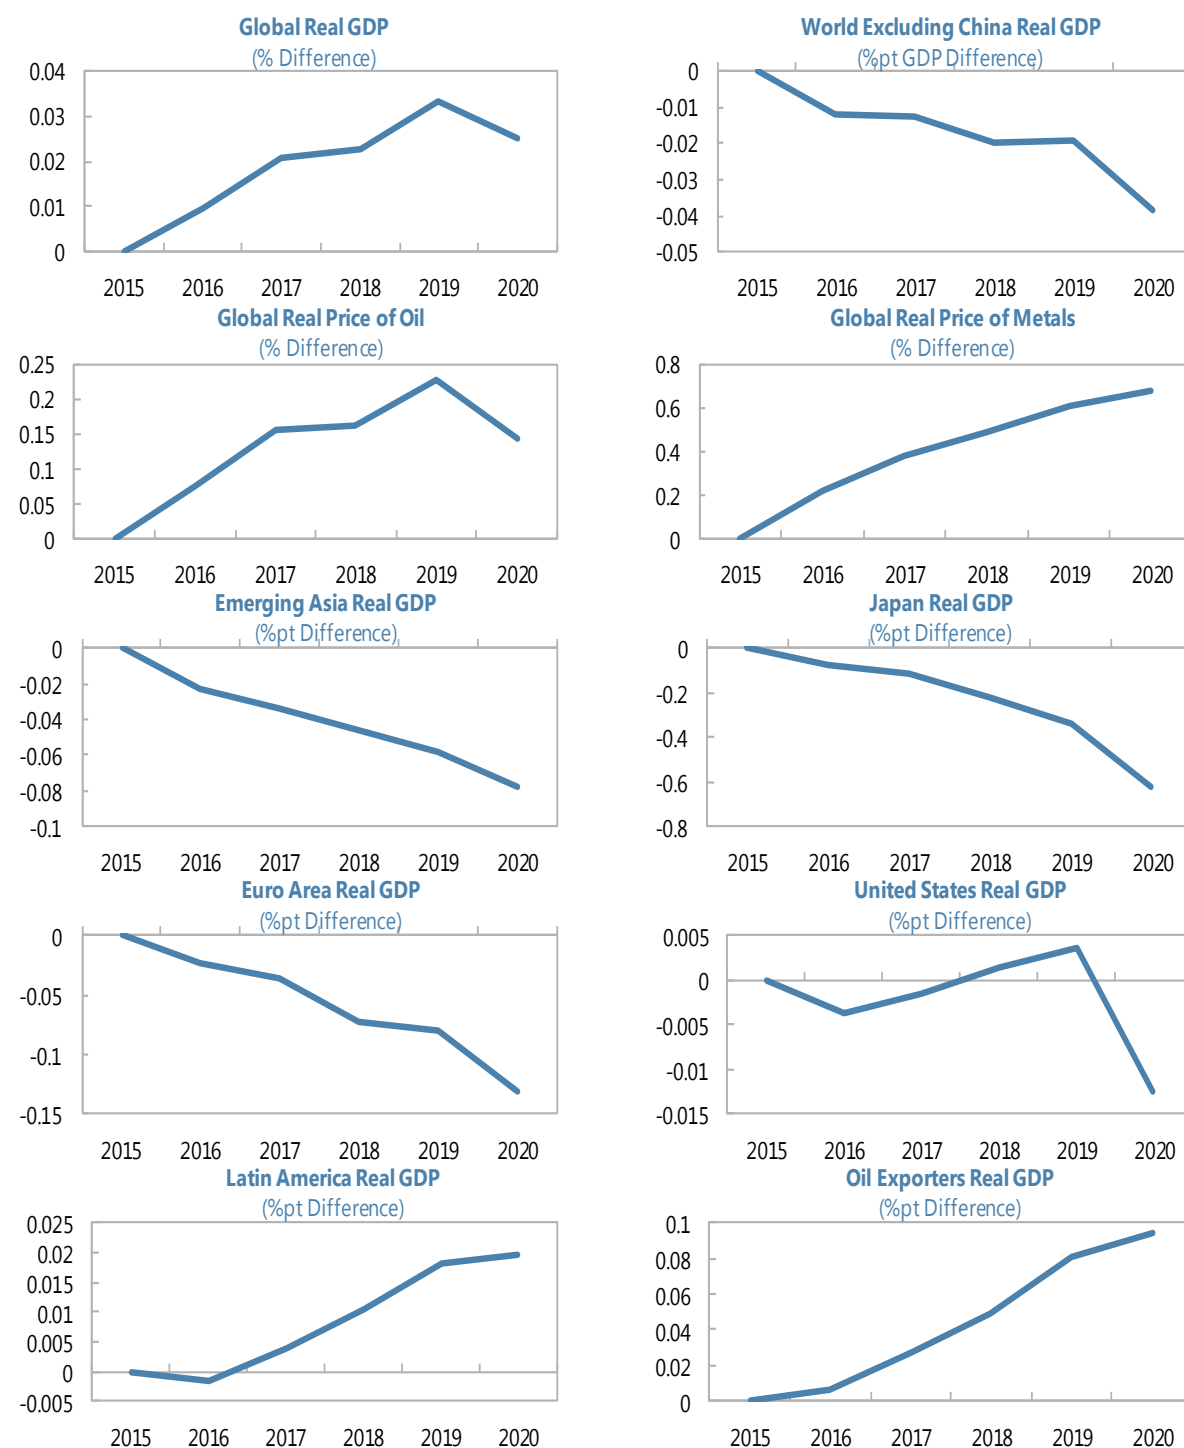 Global Real GDP
(% Difference)
0.04
0.03
0.02
0.01
0
2015 2016 2017 2018 2019 2020
World Excluding China Real GDP
(%pt GDP Difference)
0
-0.01
-0.02
-0.03
-0.04
-0.05
2015 2016 2017 2018 2019 2020
Global Real Price of Oil
(% Difference)
0.25
0.2
0.15
0.1
0.05
0
2015 2016 2017 2018 2019 2020
Global Real Price of Metals
(% Difference)
0.8
0.6
0.4
0.2
0
2015 2016 2017 2018 2019 2020
Emerging Asia Real GDP
(%pt Difference)
0
-0.02
-0.04
-0.06
-0.08
-0.1
2015 2016 2017 2018 2019 2020
Japan Real GDP
(%pt Difference)
0
-0.2
-0.4
-0.6
-0.8
2015 2016 2017 2018 2019 2020
Euro Area Real GDP
(%pt Difference)
0
-0.05
-0.1
-0.15
2015 2016 2017 2018 2019 2020
United States Real GDP
(%pt Difference)
0.005
0
-0.005
-0.01
-0.015
2015 2016 2017 2018 2019 2020
Latin America Real GDP
(%pt Difference)
0.025
0.02
0.015
0.01
0.005
0
-0.005
2015 2016 2017 2018 2019 2020
Oil Exporters Real GDP
(%pt Difference)
0.1
0.08
0.06
0.04
0.02
0
2015 2016 2017 2018 2019 2020